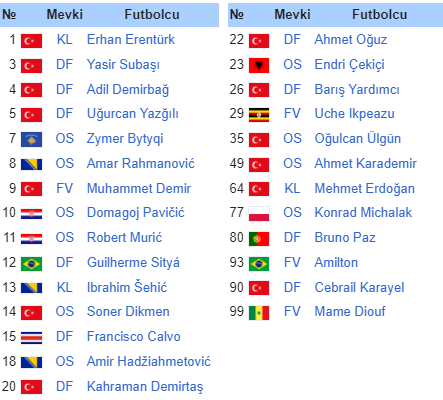 № Mevki Futbolcu
1 KL Erhan Erentürk
3 DF Yasir Subaşı
4 DF Adil Demirbağ
5 DF Uğurcan Yazğılı
7 OS Zymer Bytyqi
8 OS Amar Rahmanović
9 FV Muhammet Demir
10 OS Domagoj Pavičić
11 OS Robert Murić
12 DF Guilherme Sityá
13 KL Ibrahim Šehić
14 OS Soner Dikmen
15 DF Francisco Calvo
18 OS Amir Hadžiahmetović
20 DF Kahraman Demirtaş
№ Mevki Futbolcu
22 DF Ahmet Oğuz
23 OS Endri Çekiçi
26 DF Barış Yardımcı
29 FV Uche Ikpeazu
35 OS Oğulcan Ülgün
49 OS Ahmet Karademir
64 KL Mehmet Erdoğan
77 OS Konrad Michalak
80 DF Bruno Paz
93 FV Amilton
90 DF Cebrail Karayel
99 FV Mame Diouf